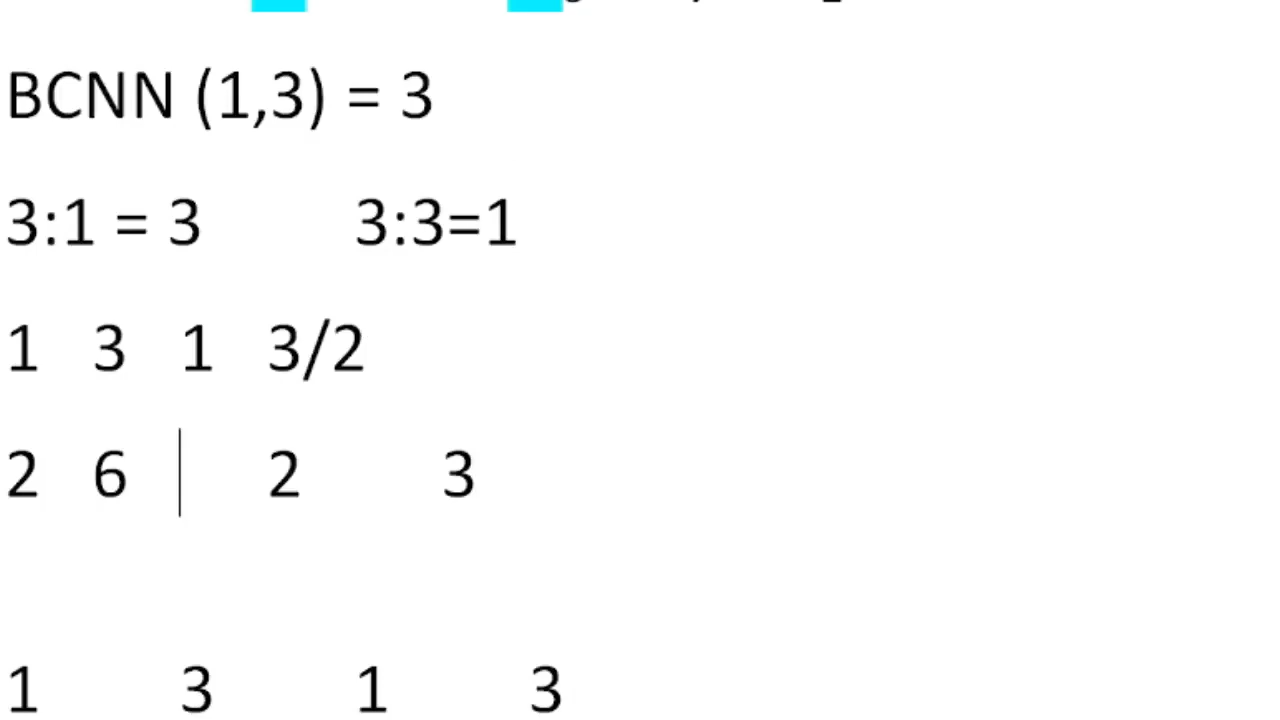 BCNN (1,3) = 3
3:1 = 3 3:3=1
1 3 1 3/2
2 6 2 3
1 3 1 3